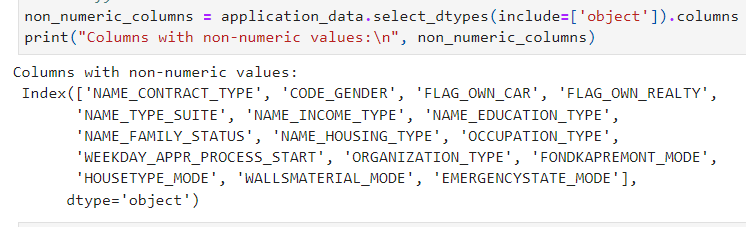 non_numeric_columns = application_data.select_dtypes(include=['object']).columns
print("Columns with non-numeric values:\n", non_numeric_columns)
Columns with non-numeric values:
Index(['NAME_CONTRACT_TYPE', 'CODE_GENDER', 'FLAG_OWN_CAR', 'FLAG_OWN_REALTY',
'NAME_TYPE_SUITE', 'NAME_INCOME_TYPE', 'NAME_EDUCATION_TYPE',
'NAME_FAMILY_STATUS', 'NAME_HOUSING_TYPE', 'OCCUPATION_TYPE',
'WEEKDAY_APPR_PROCESS_START', 'ORGANIZATION_TYPE', 'FONDKAPREMONT_MODE',
'HOUSETYPE_MODE', 'WALLSMATERIAL_MODE', 'EMERGENCYSTATE_MODE'],
dtype='object')